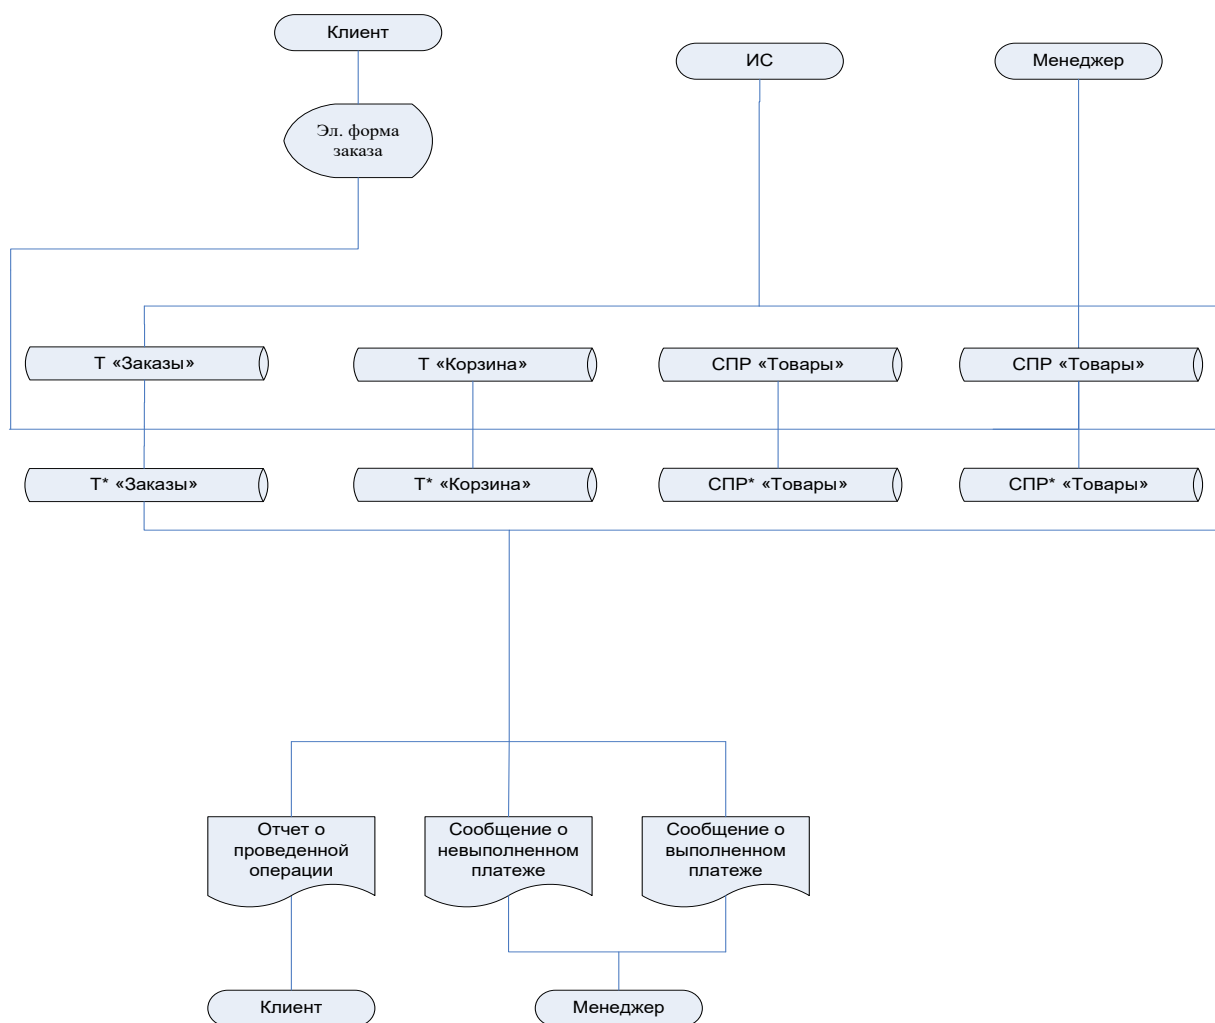 Клиент
ИС
Менеджер
Эл. форма
заказа
Т «Заказы»
Т «Корзина»
СПР «Товары»
СПР «Товары»
Т* «Заказы»
Т* «Корзина»
СПР* «Товары»
СПР* «Товары»
Отчет о
проведенной
операции
Сообщение о
невыполненном
платеже
Сообщение о
выполненном
платеже
Клиент
Менеджер